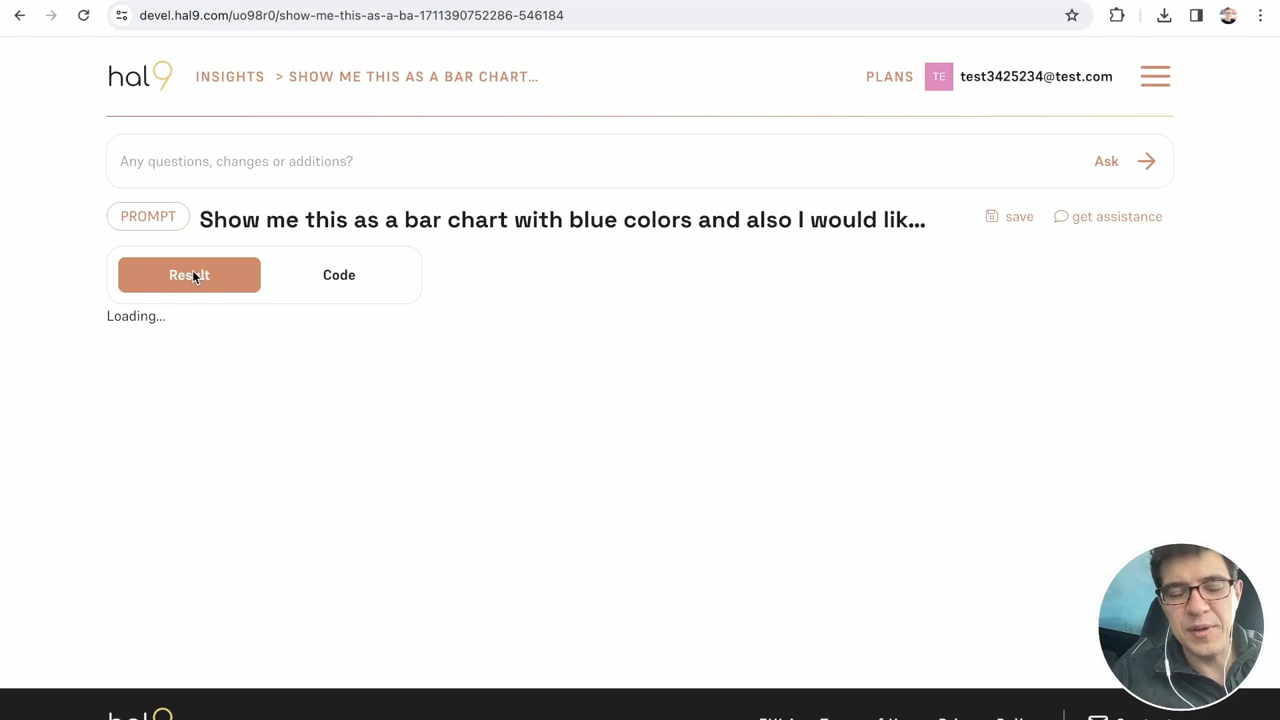 devel.hal9.com/uo98r0/show-me-this-as-a-ba-1711390752286-546184
hal9
INSIGHTS > SHOW ME THIS AS A BAR CHART...
PLANS
TE
test3425234@test.com
Any questions, changes or additions?
Ask
PROMPT
Show me this as a bar chart with blue colors and also I would lik...
save
get assistance
Result
Code
Loading...